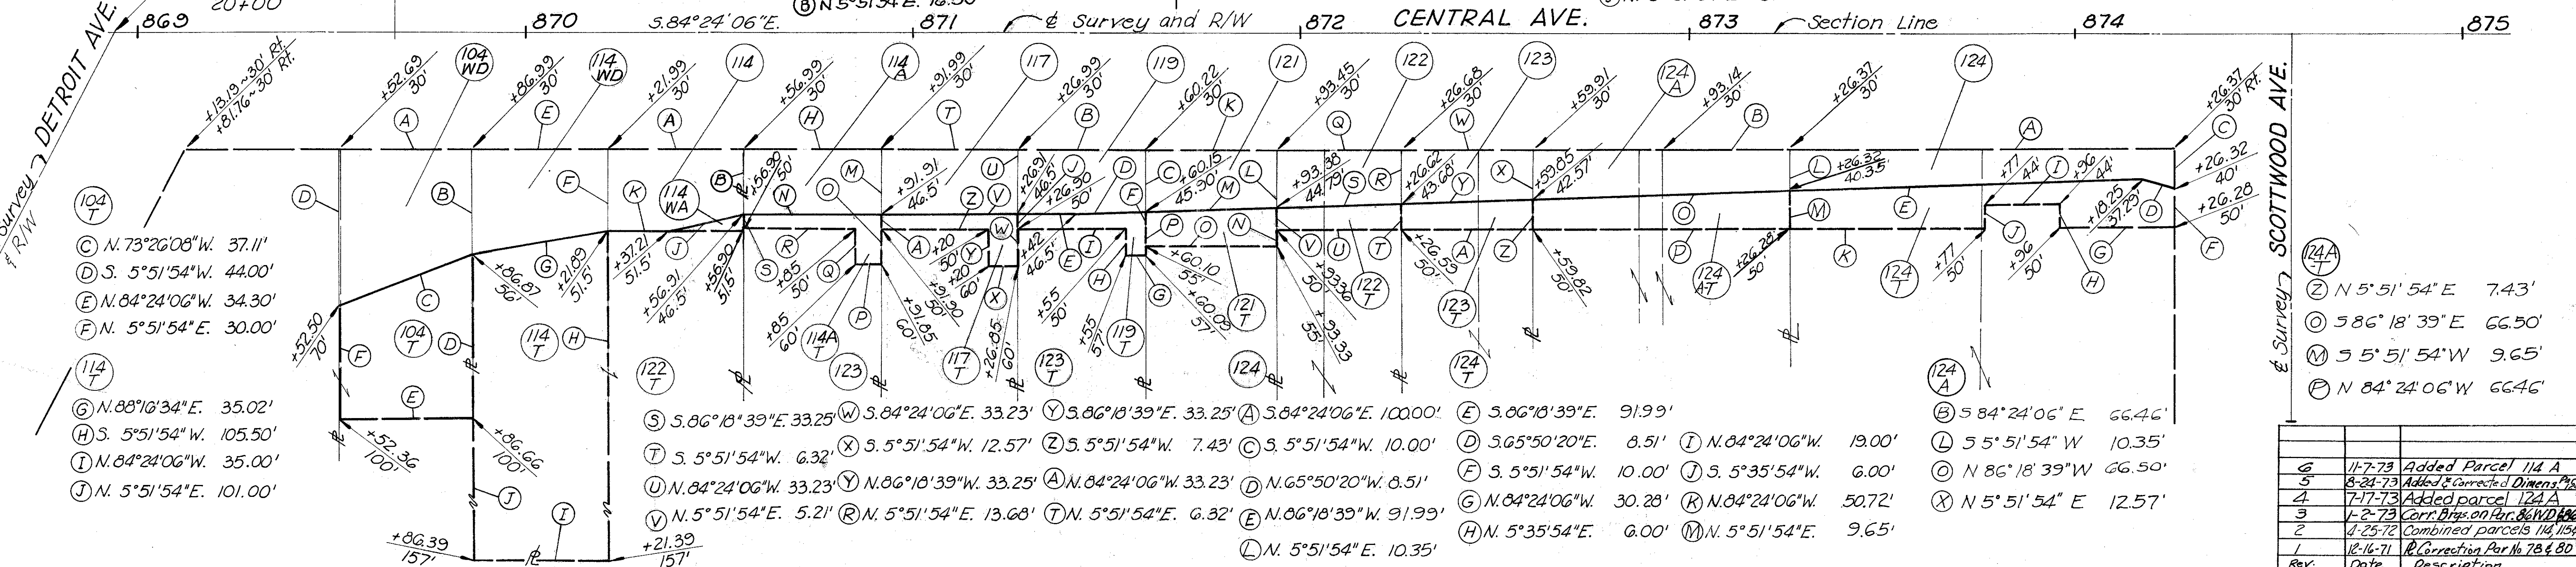 20+00
Ⓑ N 5°51'54"E. 16.50'
869
870
S.84°24'06"E.
871
℄ Survey and R/W
872
CENTRAL AVE.
873
Section Line
874
875
DETROIT AVE.
Survey
℄ R/W
SCOTTWOOD AVE.
℄ Survey
+13.19~30' Rt.
+81.76~30' Rt.
+52.69
30'
104 WD
+86.99
30'
114 WD
+21.99
30'
114
+56.99
30'
114 A
+91.99
30'
117
+26.99
30'
119
+60.22
30'
121
+93.45
30'
122
+26.68
30'
123
+59.91
30'
124 A
+93.14
30'
+26.37
30'
124
+26.37
30' Rt.
A
E
A
H
T
B
K
Q
W
B
A
C
D
B
F
K
114 WA
B
+56.90
50'
N
O
M
+91.91
46.5'
Z
U
V
+26.91
46.5'
J
+26.90
50'
D
F
C
+60.15
45.90'
M
L
+93.38
44.79'
S
R
+26.62
43.68'
Y
X
+59.85
42.57'
L
+26.32
40.35'
+77
44'
I
+96
44'
+26.32
40'
+26.28
50'
+18.25
37.29'
D
F
+52.50
70'
C
+86.87
56'
G
+21.89
51.5'
+37.21
51.5'
J
+56.91
46.5'
+56.90
51.5'
S
R
+85
50'
Q
A
+20
50'
Y
+20
60'
W
+42
46.5'
E
I
P
O
N
V
U
T
+26.59
50'
A
Z
+59.82
50'
O
P
124 AT
+26.28
50'
M
K
E
124 T
+77
50'
J
+96
50'
G
H
F
104 T
D
114 T
H
+85
60'
114A T
P
+91.90
50'
+91.85
60'
117 T
X
+26.85
60'
+55
50'
+55
57'
H
119 T
G
+60.10
55'
+60.09
57'
121 T
+93.36
50'
+93.33
55'
122 T
123 T
E
+52.36
100'
+86.66
100'
J
I
+86.39
157'
+21.39
157'
℄
104 T
Ⓒ N.73°26'08"W. 37.11'
Ⓓ S. 5°51'54"W. 44.00'
Ⓔ N.84°24'06"W. 34.30'
Ⓕ N. 5°51'54"E. 30.00'
114 T
Ⓖ N.88°16'34"E. 35.02'
Ⓗ S. 5°51'54"W. 105.50'
Ⓘ N.84°24'06"W. 35.00'
Ⓙ N. 5°51'54"E. 101.00'
122 T
Ⓢ S.86°18'39"E. 33.25'
Ⓣ S. 5°51'54"W. 6.32'
Ⓤ N.84°24'06"W. 33.23'
Ⓥ N. 5°51'54"E. 5.21'
123
Ⓦ S.84°24'06"E. 33.23'
Ⓧ S. 5°51'54"W. 12.57'
Ⓨ N.86°18'39"W. 33.25'
Ⓡ N. 5°51'54"E. 13.68'
123 T
Ⓨ S.86°18'39"E. 33.25'
Ⓩ S. 5°51'54"W. 7.43'
Ⓐ N.84°24'06"W. 33.23'
Ⓣ N. 5°51'54"E. 6.32'
124
Ⓐ S.84°24'06"E. 100.00'
Ⓒ S. 5°51'54"W. 10.00'
Ⓓ N.65°50'20"W. 8.51'
Ⓔ N.86°18'39"W. 91.99'
Ⓛ N. 5°51'54"E. 10.35'
124 T
Ⓔ S.86°18'39"E. 91.99'
Ⓓ S.65°50'20"E. 8.51'
Ⓕ S. 5°51'54"W. 10.00'
Ⓖ N.84°24'06"W. 30.28'
Ⓗ N. 5°35'54"E. 6.00'
Ⓘ N.84°24'06"W. 19.00'
Ⓙ S. 5°35'54"W. 6.00'
Ⓚ N.84°24'06"W. 50.72'
Ⓜ N. 5°51'54"E. 9.65'
124 A
Ⓑ S 84°24'06" E 66.46'
Ⓛ S 5°51'54" W 10.35'
Ⓞ N 86°18'39"W 66.50'
Ⓧ N 5°51'54" E 12.57'
124A T
Ⓩ N 5°51'54"E 7.43'
Ⓞ S 86°18'39"E 66.50'
Ⓜ S 5°51'54"W 9.65'
Ⓟ N 84°24'06"W 66.46'
6 11-7-73 Added Parcel 114 A
5 8-24-73 Added & Corrected Dimens.
4 7-17-73 Added parcel 124A
3 1-2-73 Corr. Brgs. on Par. 86WD
2 4-25-72 Combined parcels 114, 115
1 12-16-71 ℄ Correction Par No 78 & 80
Rev. Date Description